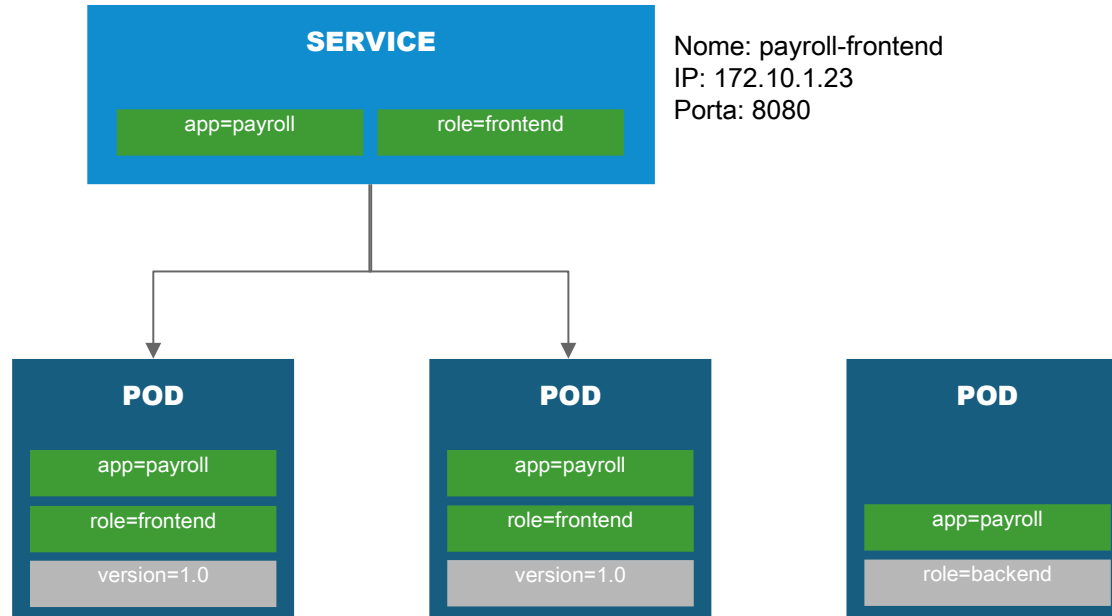 SERVICE
app=payroll
role=frontend
Nome: payroll-frontend
IP: 172.10.1.23
Porta: 8080
POD
app=payroll
role=frontend
version=1.0
POD
app=payroll
role=frontend
version=1.0
POD
app=payroll
role=backend